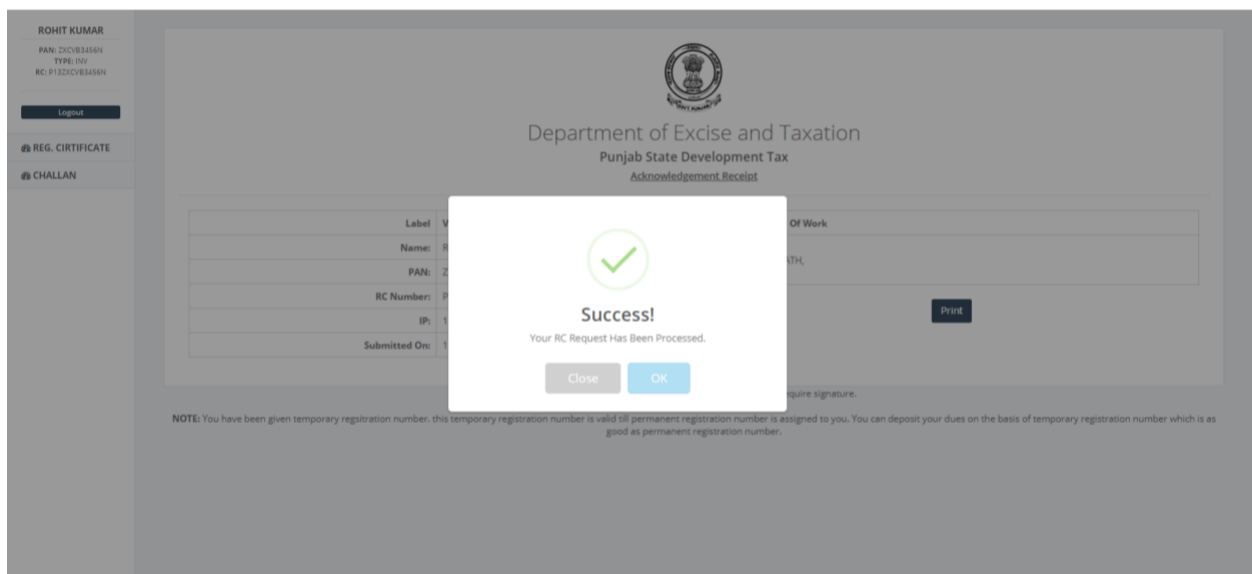 ROHIT KUMAR
PAN: ZXCVB3456N
TYPE: INV
RC: P13ZXCVB3456N
Logout
REG. CIRTIFICATE
CHALLAN
Department of Excise and Taxation
Punjab State Development Tax
Acknowledgement Receipt
Label V Of Work
Name: R
ATH,
PAN: Z
RC Number: P
Print
IP: 1
Submitted On: 1
Success!
Your RC Request Has Been Processed.
Close OK
quire signature.
NOTE: You have been given temporary regsitration number. this temporary registration number is valid till permanent registration number is assigned to you. You can deposit your dues on the basis of temporary registration number which is as
good as permanent registration number.